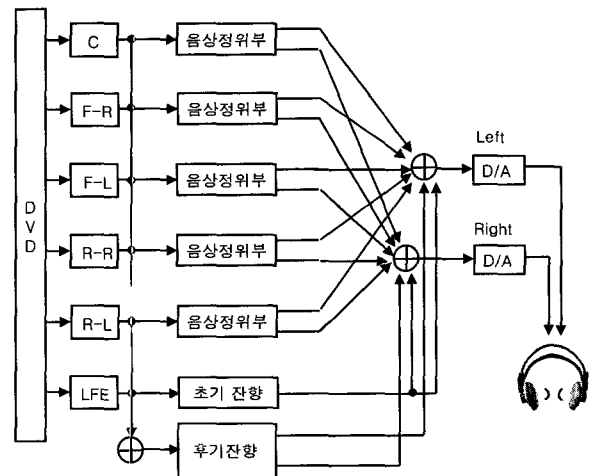 DVD
C
음상정위부
F-R
음상정위부
F-L
음상정위부
R-R
음상정위부
R-L
음상정위부
LFE
초기 잔향
후기잔향
Left
D/A
Right
D/A